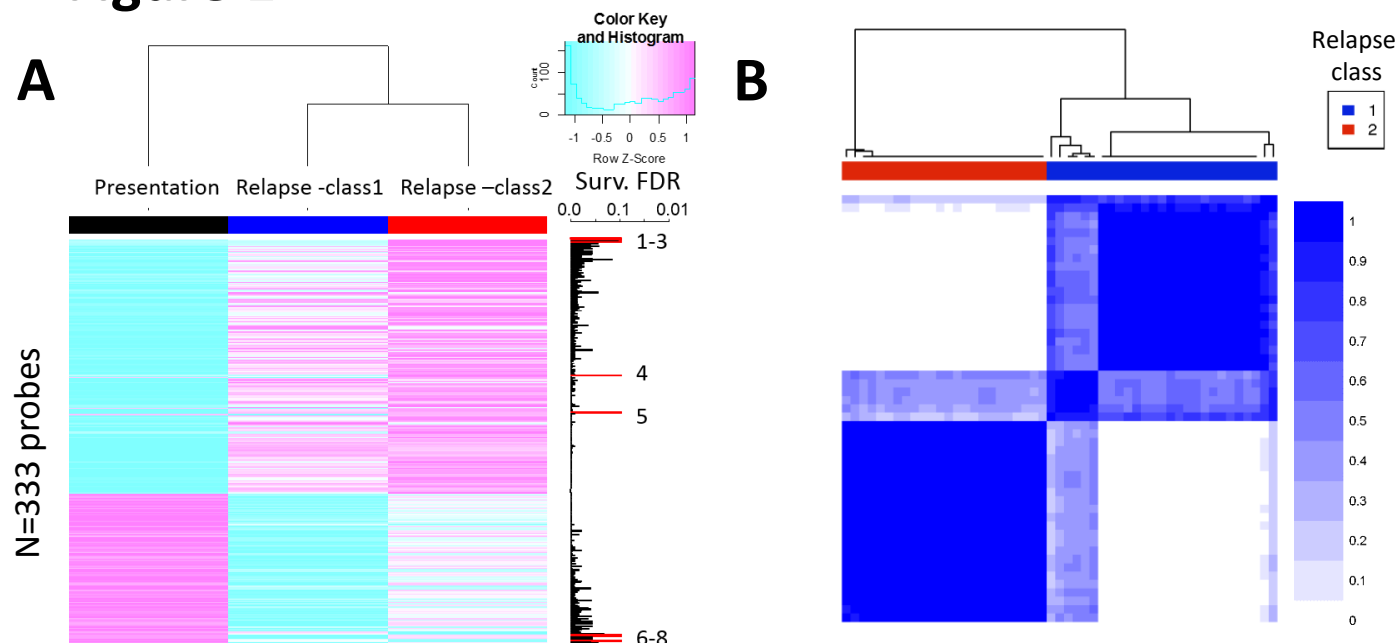 A
Color Key
and Histogram
Count
0 100
-1 -0.5 0 0.5 1
Row Z-Score
Presentation Relapse -class1 Relapse –class2 Surv. FDR
0.0 0.1 0.01
N=333 probes
1-3
4
5
6-8
B
Relapse
class
1
2
1
0.9
0.8
0.7
0.6
0.5
0.4
0.3
0.2
0.1
0